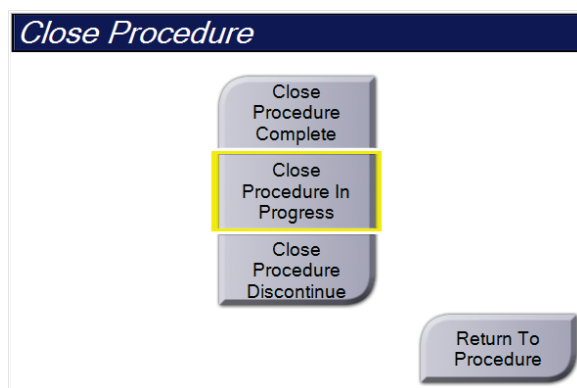 Close Procedure
Close
Procedure
Complete
Close
Procedure In
Progress
Close
Procedure
Discontinue
Return To
Procedure